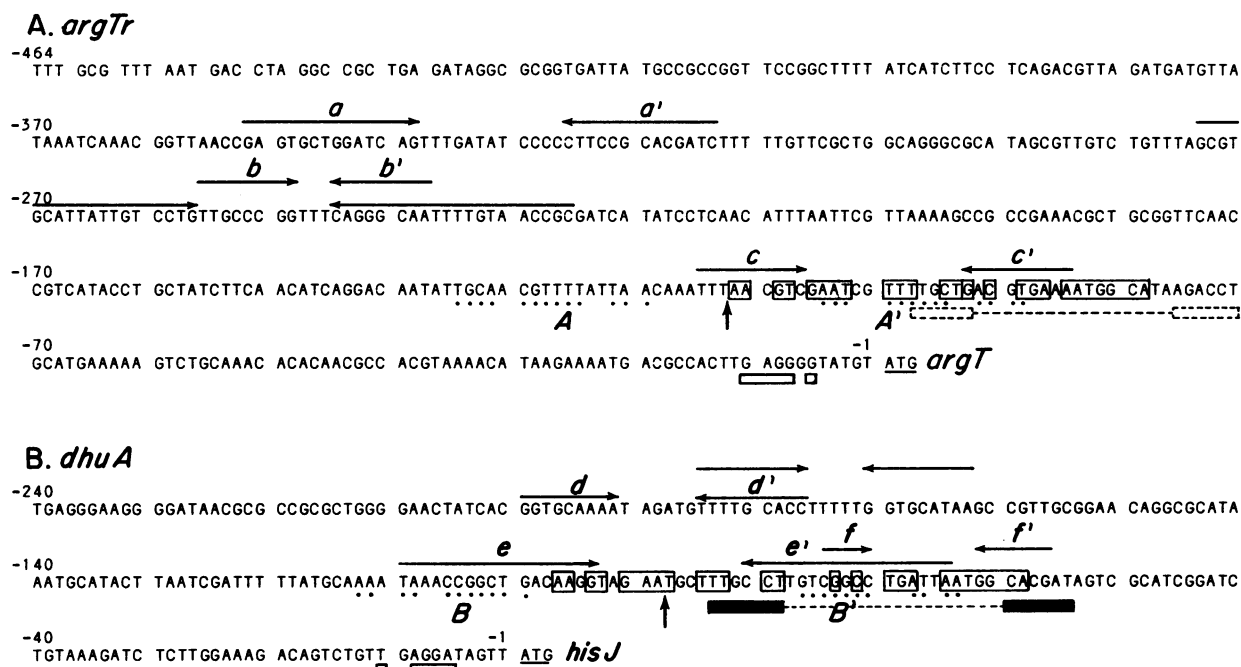 A. argTr
-464
TTT GCG TTT AAT GAC CTA GGC CGC TGA GATAGGC GCGGTGATTA TGCCGCCGGT TCCGGCTTTT ATCATCTTCC TCAGACGTTA GATGATGTTA
a a'
-370
TAAATCAAAC GGTTAACCGA GTGCTGGATC AGTTTGATAT CCCCCTTCCG CACGATCTTT TTGTTCGCTG GCAGGGCGCA TAGCGTTGTC TGTTTAGCGT
b b'
-270
GCATTATTGT CCTGTTGCCC GGTTTCAGGG CAATTTTGTA ACCGCGATCA TATCCTCAAC ATTTAATTCG TTAAAAGCCG CCGAAACGCT GCGGTTCAAC
c c'
-170
CGTCATACCT GCTATCTTCA ACATCAGGAC AATATTGCAA CGTTTTATTA ACAAATTTAA CGTCGAATCG TTTTGCTGAC GTGAAAATGG CATAAGACCT
A A'
-70 -1
GCATGAAAAA GTCTGCAAAC ACACAACGCC ACGTAAAACA TAAGAAAATG ACGCCACTTG AGGGGTATGT ATG argT
B. dhuA
d d'
-240
TGAGGGAAGG GGATAACGCG CCGCGCTGGG GAACTATCAC GGTGCAAAAT AGATGTTTTG CACCTTTTTG GTGCATAAGC CGTTGCGGAA CAGGCGCATA
e e' f f'
-140
AATGCATACT TAATCGATTT TTATGCAAAA TAAACCGGCT GACAAGGTAG AATGCTTTGC CTTGTCGGCC TGATTAATGG CACGATAGTC GCATCGGATC
B B'
-40 -1
TGTAAAGATC TCTTGGAAAG ACAGTCTGTT GAGGATAGTT ATG hisJ